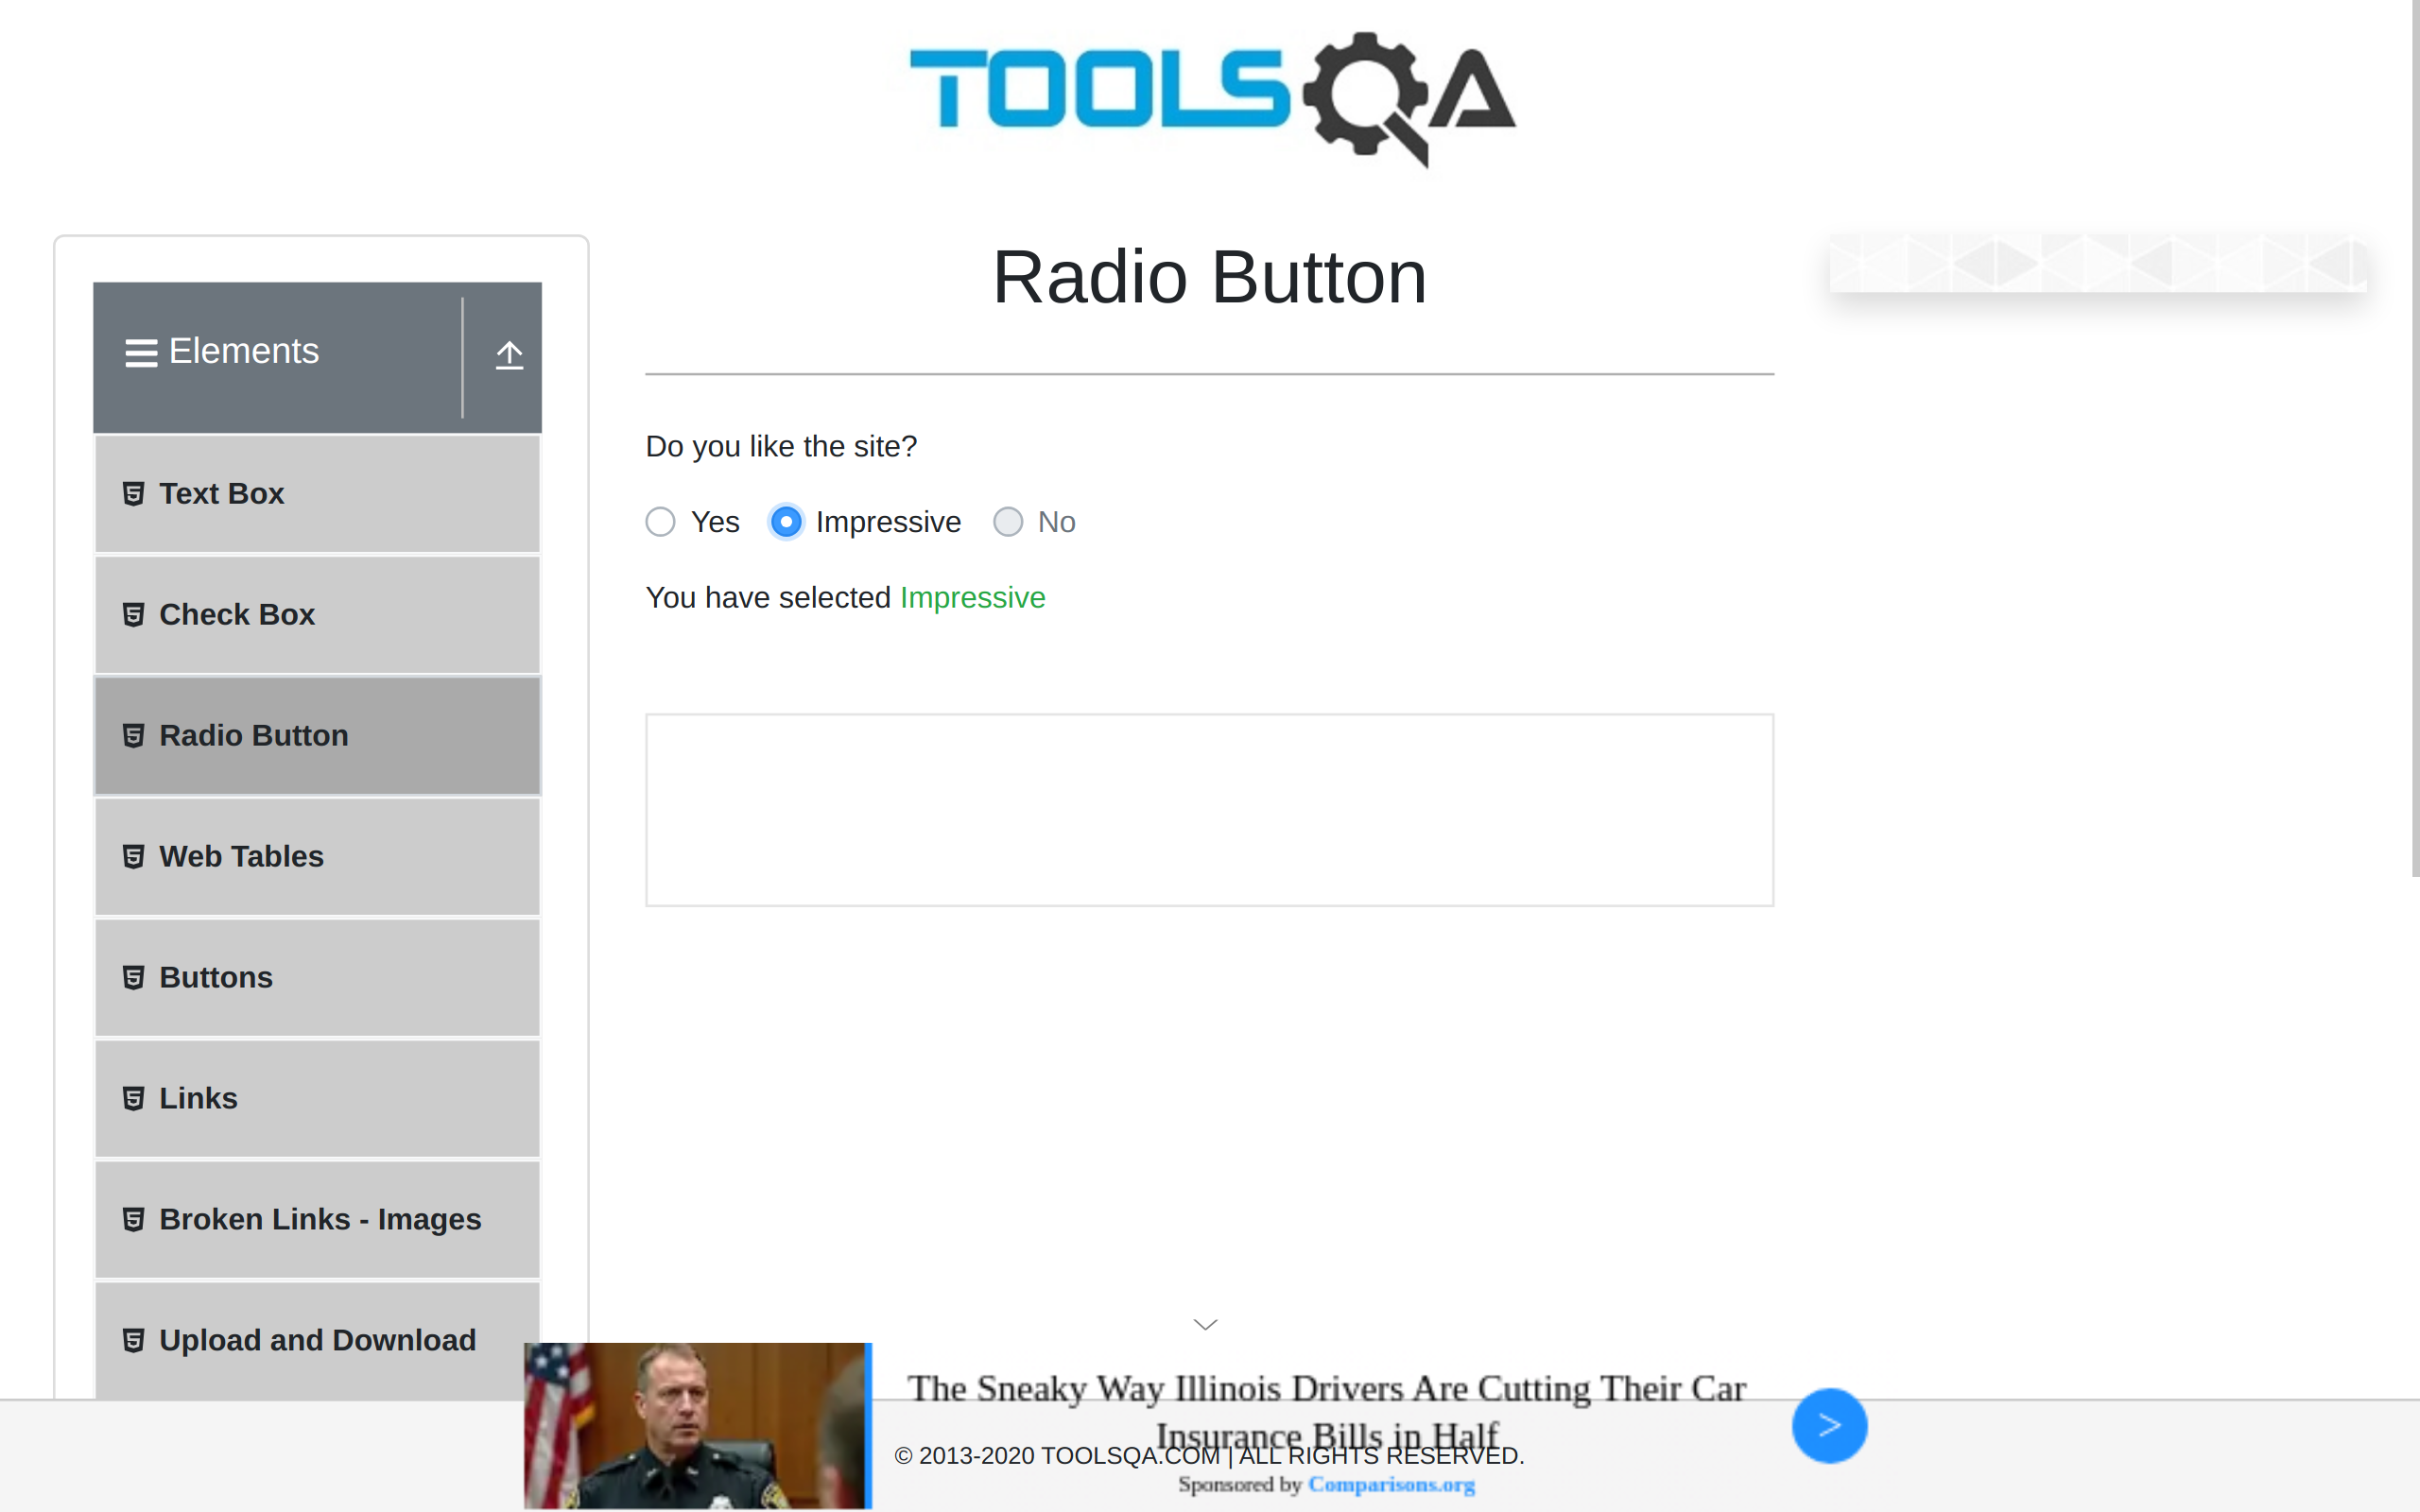 TOOLSQA
Radio Button
Elements
Text Box
Check Box
Radio Button
Web Tables
Buttons
Links
Broken Links - Images
Upload and Download
Do you like the site?
Yes Impressive No
You have selected Impressive
The Sneaky Way Illinois Drivers Are Cutting Their Car
Insurance Bills in Half
>
© 2013-2020 TOOLSQA.COM | ALL RIGHTS RESERVED.
Sponsored by Comparisons.org